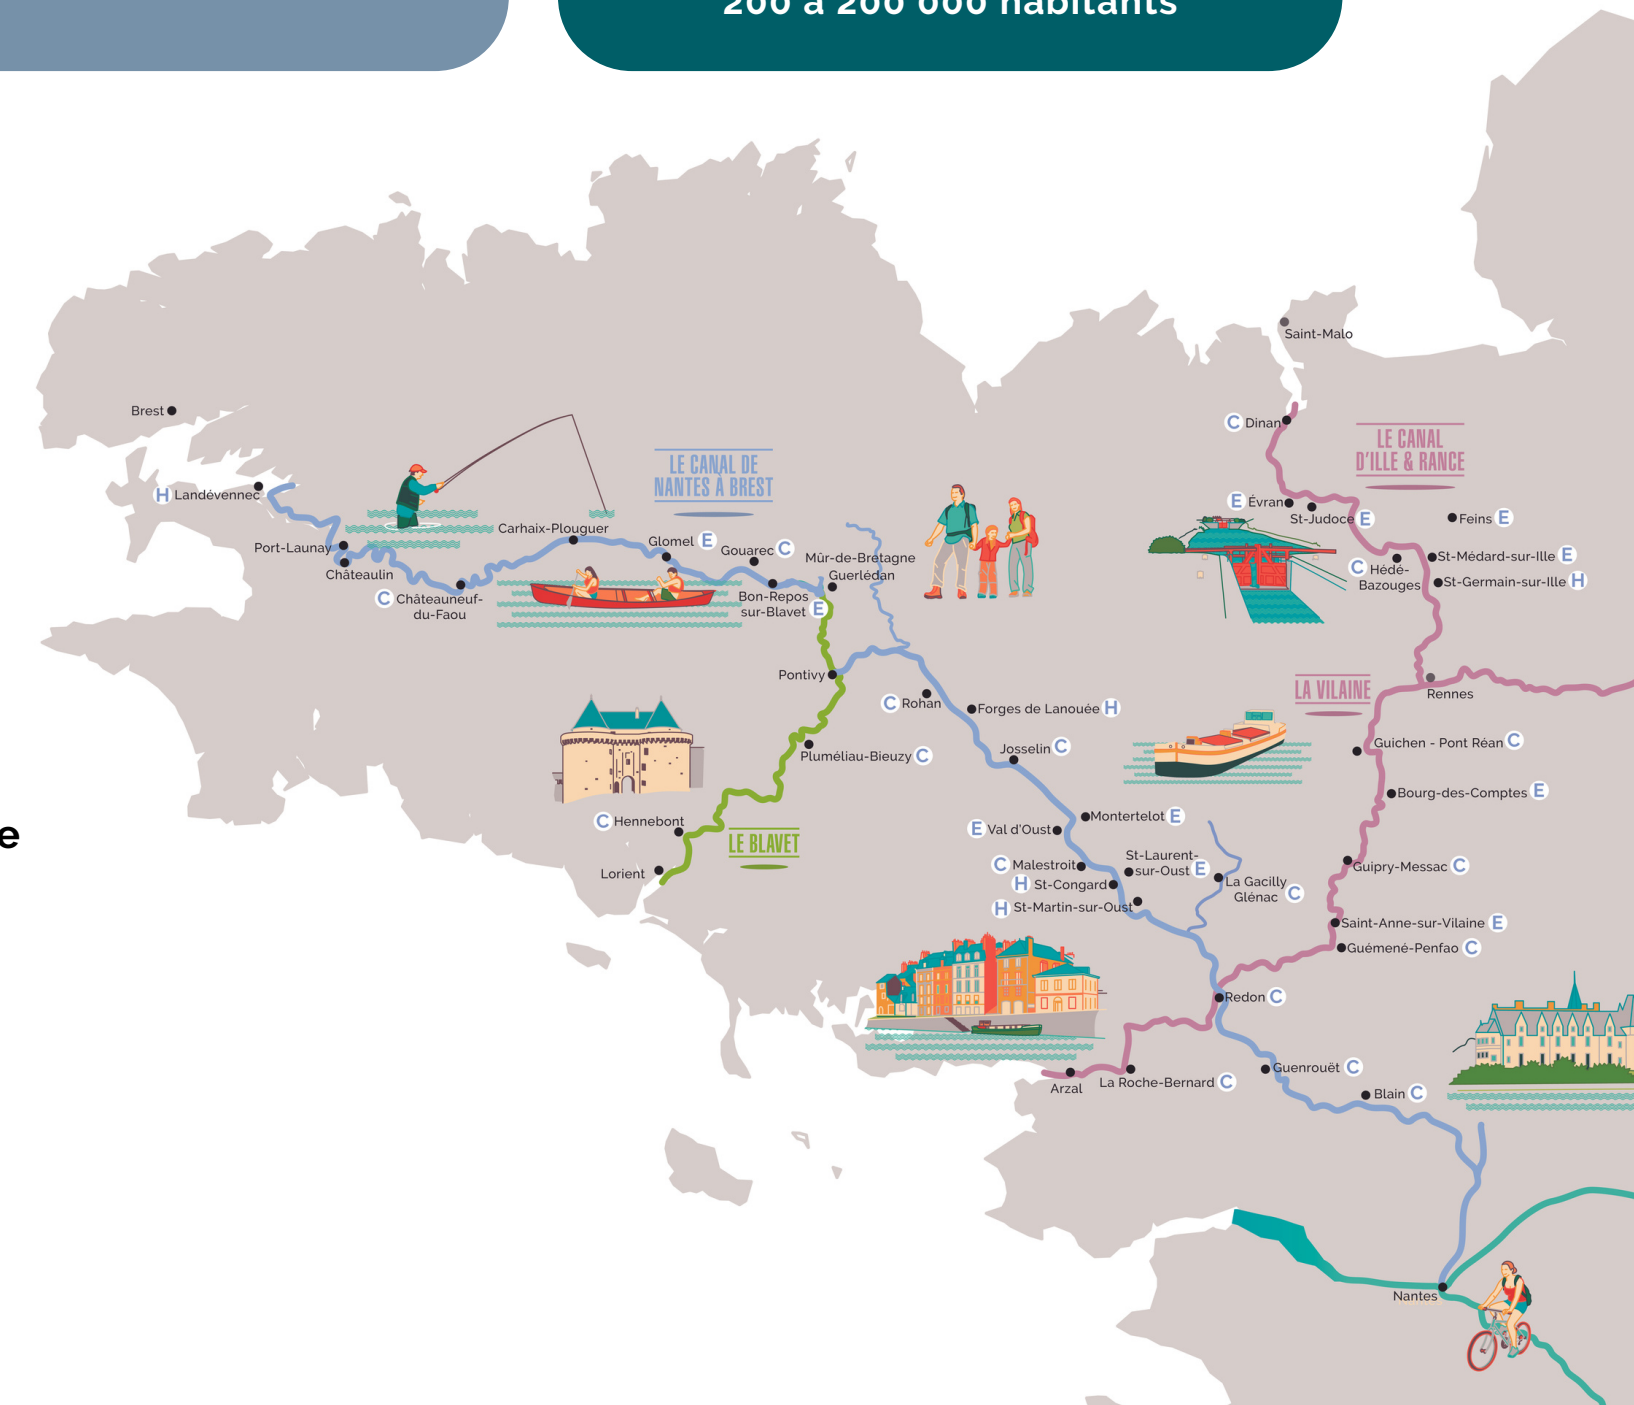 200 à 200 000 habitants
e
Saint-Malo
Brest
C Dinan
LE CANAL
D'ILLE & RANCE
LE CANAL DE
NANTES À BREST
H Landévennec
E Évran
St-Judoce E
Feins E
Carhaix-Plouguer
Port-Launay
Glomel E
Gouarec C
Mûr-de-Bretagne
Guerlédan
St-Médard-sur-Ille E
C Hédé-
Bazouges
St-Germain-sur-Ille H
Châteaulin
C Châteauneuf-
du-Faou
Bon-Repos
sur-Blavet E
Pontivy
LA VILAINE
Rennes
C Rohan
Forges de Lanouée H
Josselin C
Guichen - Pont Réan C
Pluméliau-Bieuzy C
Bourg-des-Comptes E
C Hennebont
LE BLAVET
Montertelot E
E Val d'Oust
C Malestroit
St-Laurent-
sur-Oust E
Guipry-Messac C
Lorient
H St-Congard
La Gacilly
Glénac C
H St-Martin-sur-Oust
Saint-Anne-sur-Vilaine E
Guémené-Penfao C
Redon C
Guenrouët C
Arzal
La Roche-Bernard C
Blain C
Nantes